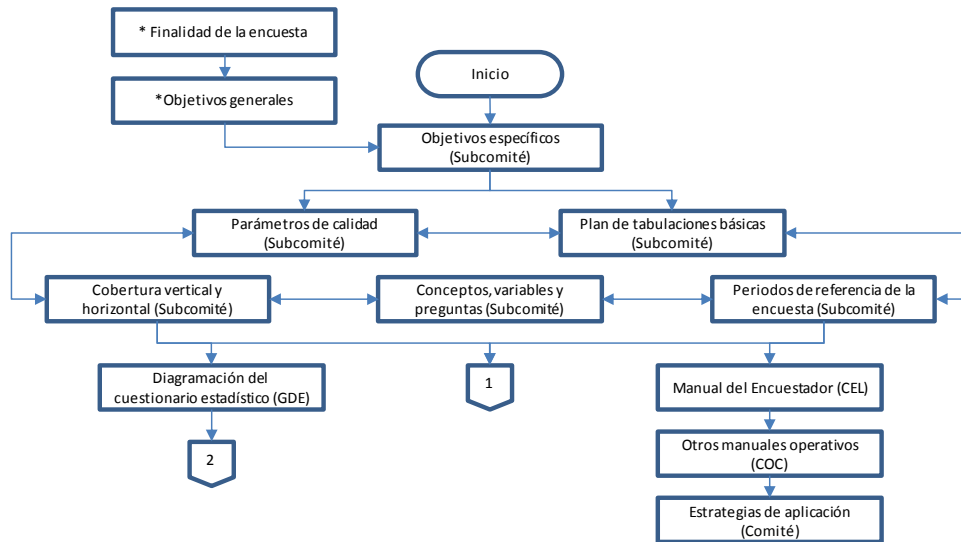 * Finalidad de la encuesta
Inicio
*Objetivos generales
Objetivos específicos
(Subcomité)
Parámetros de calidad
(Subcomité)
Plan de tabulaciones básicas
(Subcomité)
Cobertura vertical y
horizontal (Subcomité)
Conceptos, variables y
preguntas (Subcomité)
Periodos de referencia de la
encuesta (Subcomité)
Diagramación del
cuestionario estadístico (GDE)
1
Manual del Encuestador (CEL)
2
Otros manuales operativos
(COC)
Estrategias de aplicación
(Comité)